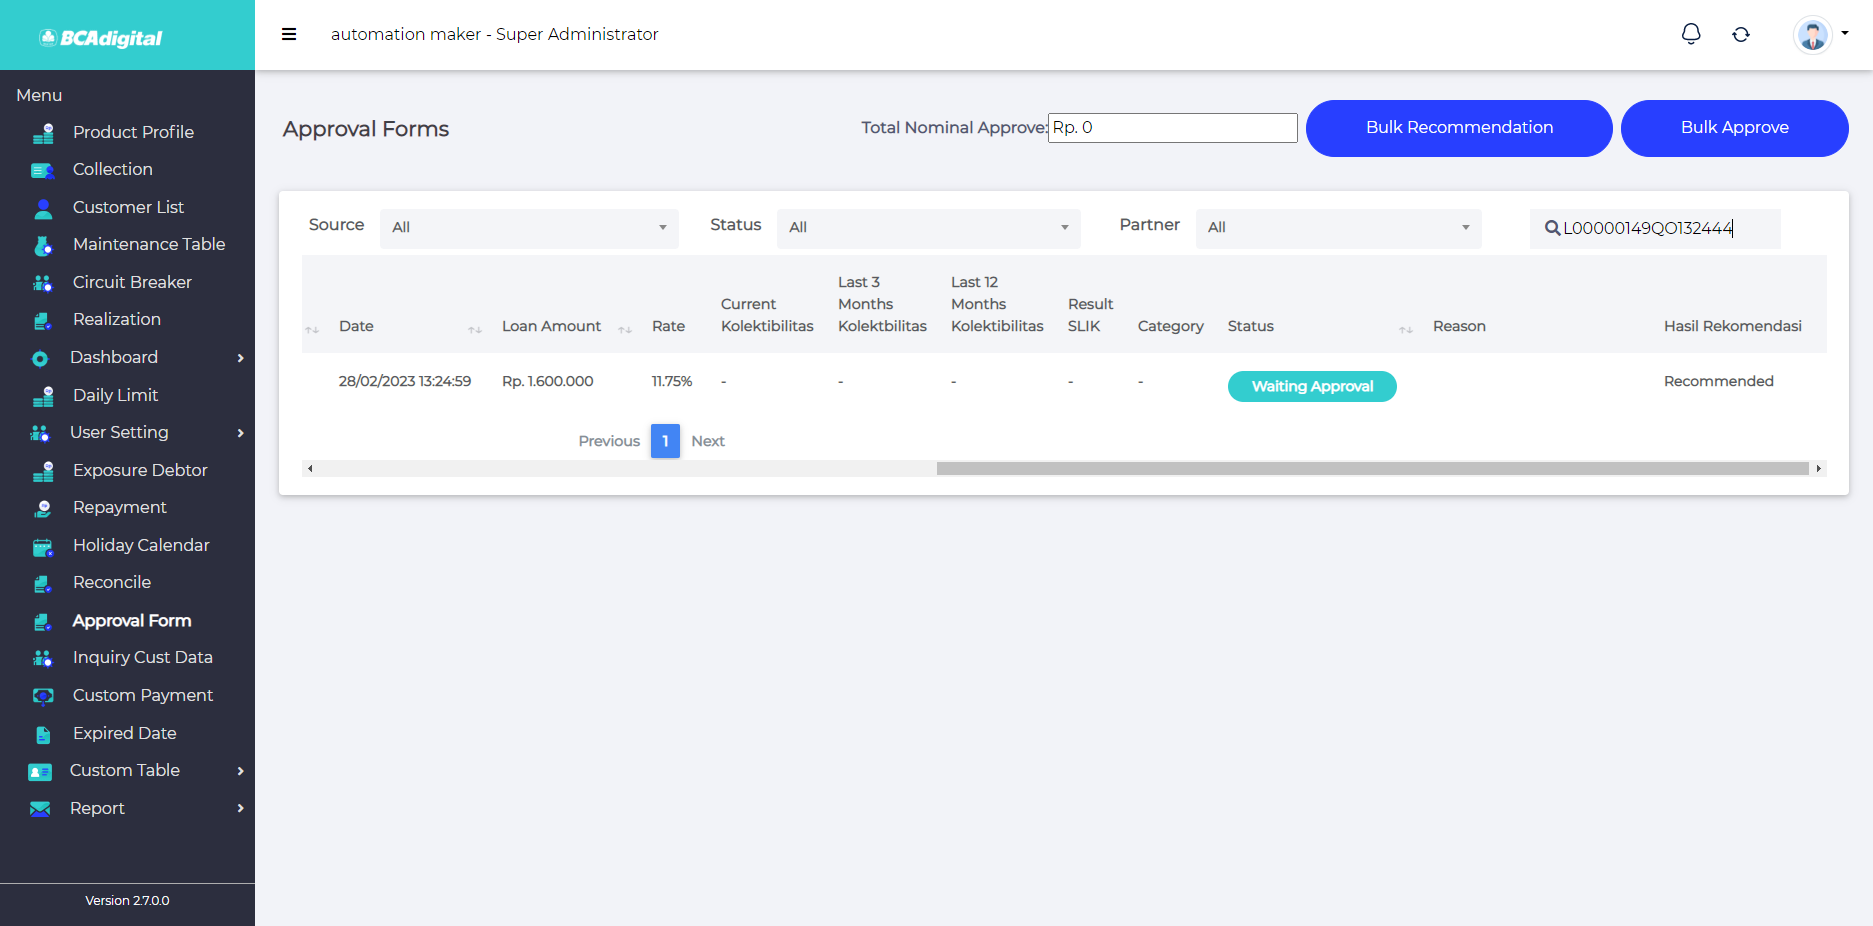 BCAdigital
automation maker - Super Administrator
Menu
Product Profile
Collection
Customer List
Maintenance Table
Circuit Breaker
Realization
Dashboard
Daily Limit
User Setting
Exposure Debtor
Repayment
Holiday Calendar
Reconcile
Approval Form
Inquiry Cust Data
Custom Payment
Expired Date
Custom Table
Report
Version 2.7.0.0
Approval Forms
Total Nominal Approve: Rp. 0
Bulk Recommendation
Bulk Approve
Source All Status All Partner All L00000149QO132444
Date
Loan Amount
Rate
Current
Kolektibilitas
Last 3
Months
Kolektbilitas
Last 12
Months
Kolektibilitas
Result
SLIK
Category
Status
Reason
Hasil Rekomendasi
28/02/2023 13:24:59 Rp. 1.600.000 11.75% - - - - - Waiting Approval Recommended
Previous 1 Next